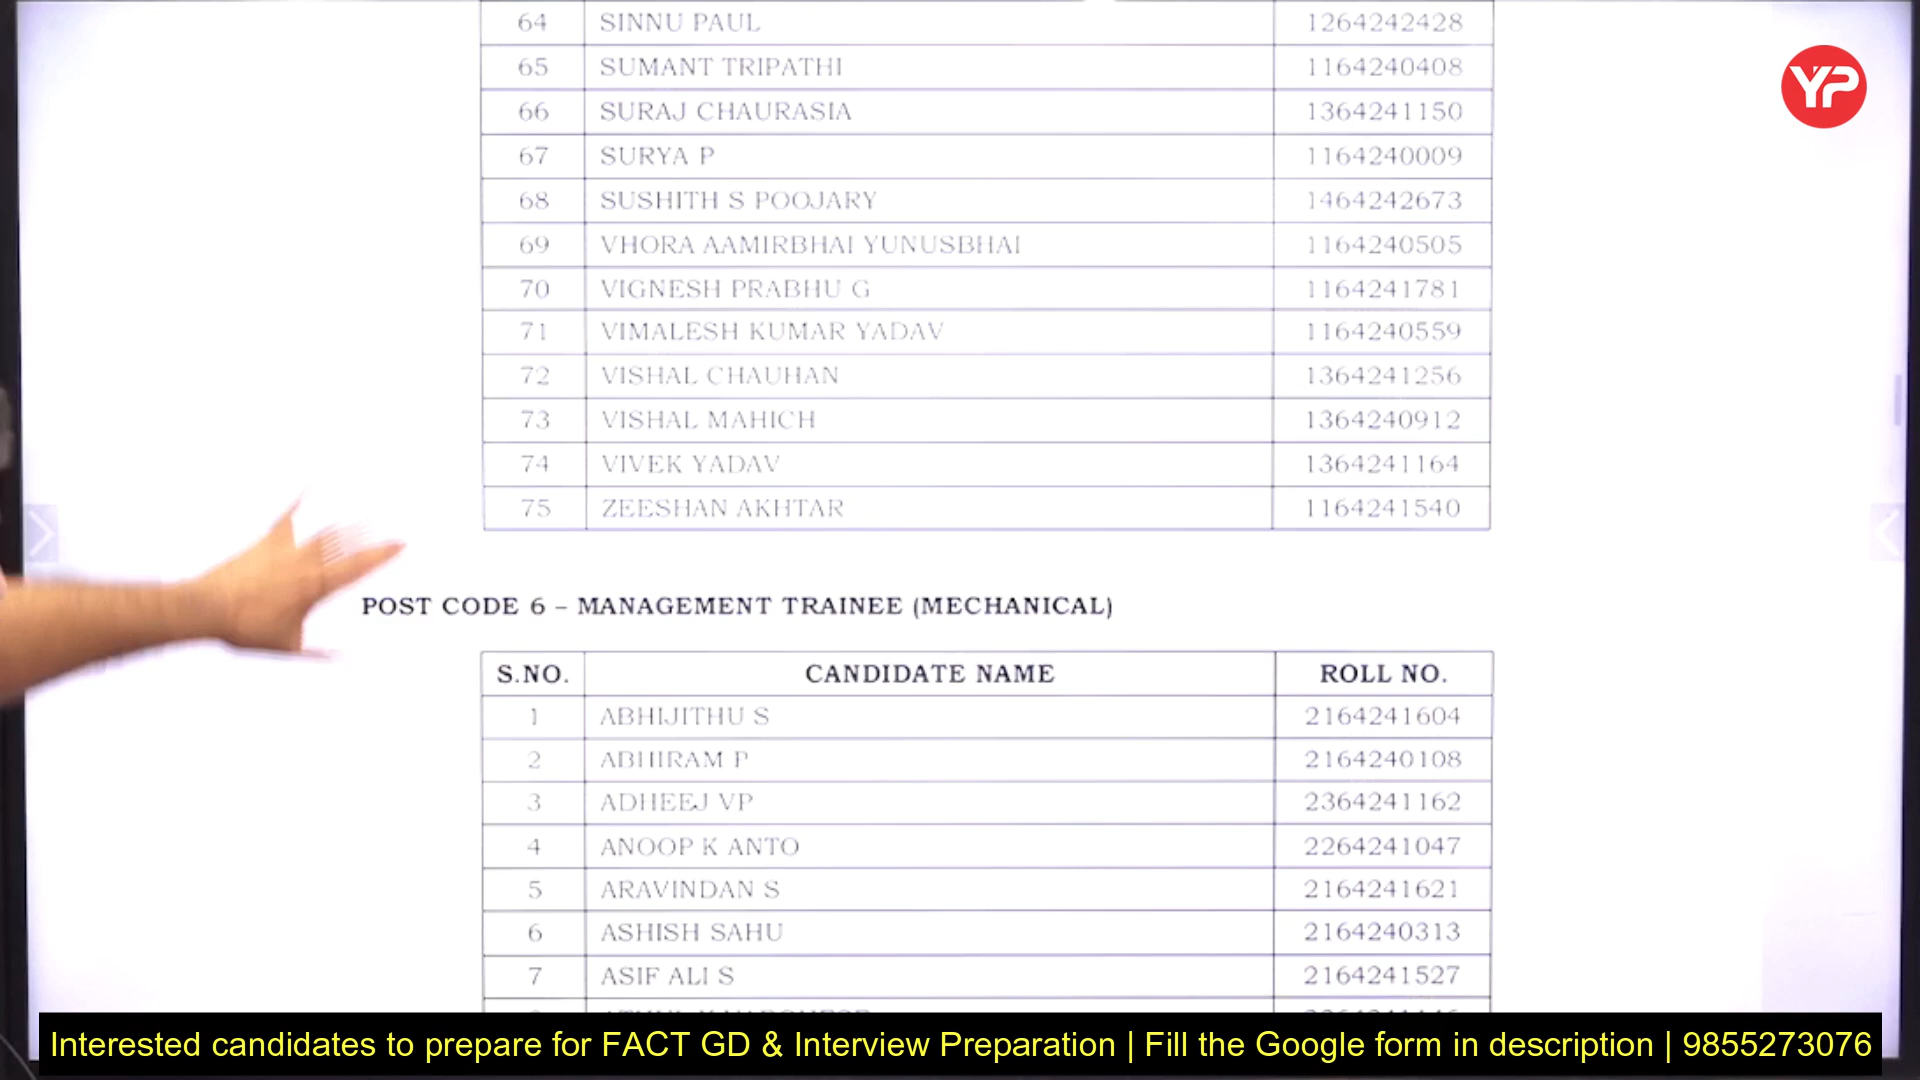 64 SINNU PAUL 1264242428
65 SUMANT TRIPATHI 1164240408
66 SURAJ CHAURASIA 1364241150
67 SURYA P 1164240009
68 SUSHITH S POOJARY 1464242673
69 VHORA AAMIRBHAI YUNUSBHAI 1164240505
70 VIGNESH PRABHU G 1164241781
71 VIMALESH KUMAR YADAV 1164240559
72 VISHAL CHAUHAN 1364241256
73 VISHAL MAHICH 1364240912
74 VIVEK YADAV 1364241164
75 ZEESHAN AKHTAR 1164241540
YP
POST CODE 6 – MANAGEMENT TRAINEE (MECHANICAL)
S.NO. CANDIDATE NAME ROLL NO.
1 ABHIJITHU S 2164241604
2 ABHIRAM P 2164240108
3 ADHEEJ VP 2364241162
4 ANOOP K ANTO 2264241047
5 ARAVINDAN S 2164241621
6 ASHISH SAHU 2164240313
7 ASIF ALI S 2164241527
Interested candidates to prepare for FACT GD & Interview Preparation | Fill the Google form in description | 9855273076